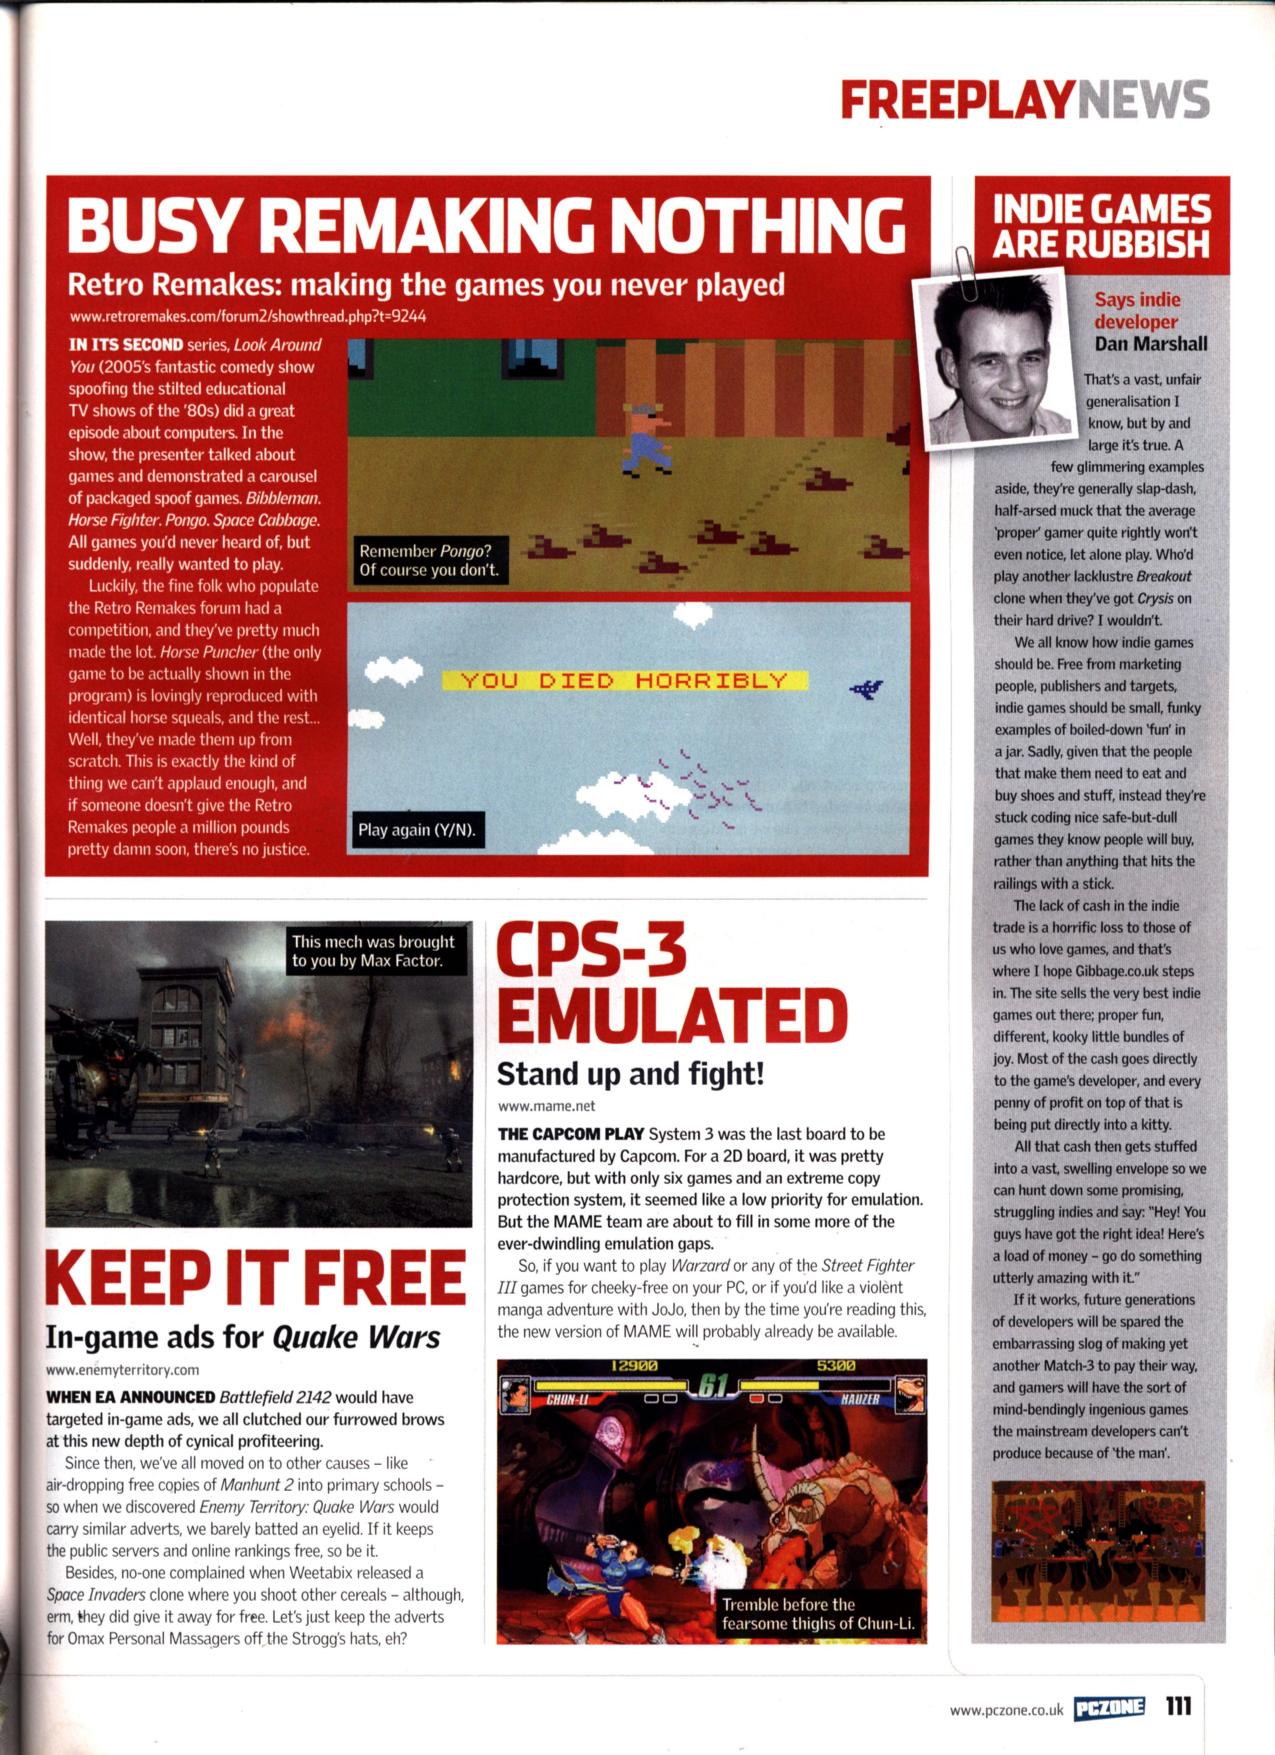 FREEPLAYNEWS
BUSY REMAKING NOTHING
Retro Remakes: making the games you never played
www.retroremakes.com/forum2/showthread.php?t=9244
IN ITS SECOND series, Look Around
You (2005's fantastic comedy show
spoofing the stilted educational
TV shows of the '80s) did a great
episode about computers. In the
show, the presenter talked about
games and demonstrated a carousel
of packaged spoof games. Bibbleman.
Horse Fighter. Pongo. Space Cabbage.
All games you'd never heard of, but
suddenly, really wanted to play.
Luckily, the fine folk who populate
the Retro Remakes forum had a
competition, and they've pretty much
made the lot. Horse Puncher (the only
game to be actually shown in the
program) is lovingly reproduced with
identical horse squeals, and the rest...
Well, they've made them up from
scratch. This is exactly the kind of
thing we can't applaud enough, and
if someone doesn't give the Retro
Remakes people a million pounds
pretty damn soon, there's no justice.
Remember Pongo?
Of course you don't.
YOU DIED HORRIBLY
Play again (Y/N).
This mech was brought
to you by Max Factor.
KEEP IT FREE
In-game ads for Quake Wars
www.enemyterritory.com
WHEN EA ANNOUNCED Battlefield 2142 would have
targeted in-game ads, we all clutched our furrowed brows
at this new depth of cynical profiteering.
Since then, we've all moved on to other causes – like
air-dropping free copies of Manhunt 2 into primary schools –
so when we discovered Enemy Territory: Quake Wars would
carry similar adverts, we barely batted an eyelid. If it keeps
the public servers and online rankings free, so be it.
Besides, no-one complained when Weetabix released a
Space Invaders clone where you shoot other cereals – although,
erm, they did give it away for free. Let's just keep the adverts
for Omax Personal Massagers off the Strogg's hats, eh?
CPS-3
EMULATED
Stand up and fight!
www.mame.net
THE CAPCOM PLAY System 3 was the last board to be
manufactured by Capcom. For a 2D board, it was pretty
hardcore, but with only six games and an extreme copy
protection system, it seemed like a low priority for emulation.
But the MAME team are about to fill in some more of the
ever-dwindling emulation gaps.
So, if you want to play Warzard or any of the Street Fighter
III games for cheeky-free on your PC, or if you'd like a violent
manga adventure with JoJo, then by the time you're reading this,
the new version of MAME will probably already be available.
12900 5300
61
CHUN-LI HAUZER
Tremble before the
fearsome thighs of Chun-Li.
INDIE GAMES
ARE RUBBISH
Says indie
developer
Dan Marshall
That's a vast, unfair
generalisation I
know, but by and
large it's true. A
few glimmering examples
aside, they're generally slap-dash,
half-arsed muck that the average
'proper' gamer quite rightly won't
even notice, let alone play. Who'd
play another lacklustre Breakout
clone when they've got Crysis on
their hard drive? I wouldn't.
We all know how indie games
should be. Free from marketing
people, publishers and targets,
indie games should be small, funky
examples of boiled-down 'fun' in
a jar. Sadly, given that the people
that make them need to eat and
buy shoes and stuff, instead they're
stuck coding nice safe-but-dull
games they know people will buy,
rather than anything that hits the
railings with a stick.
The lack of cash in the indie
trade is a horrific loss to those of
us who love games, and that's
where I hope Gibbage.co.uk steps
in. The site sells the very best indie
games out there; proper fun,
different, kooky little bundles of
joy. Most of the cash goes directly
to the game's developer, and every
penny of profit on top of that is
being put directly into a kitty.
All that cash then gets stuffed
into a vast, swelling envelope so we
can hunt down some promising,
struggling indies and say: "Hey! You
guys have got the right idea! Here's
a load of money – go do something
utterly amazing with it."
If it works, future generations
of developers will be spared the
embarrassing slog of making yet
another Match-3 to pay their way,
and gamers will have the sort of
mind-bendingly ingenious games
the mainstream developers can't
produce because of 'the man'.
www.pczone.co.uk PCZONE 111